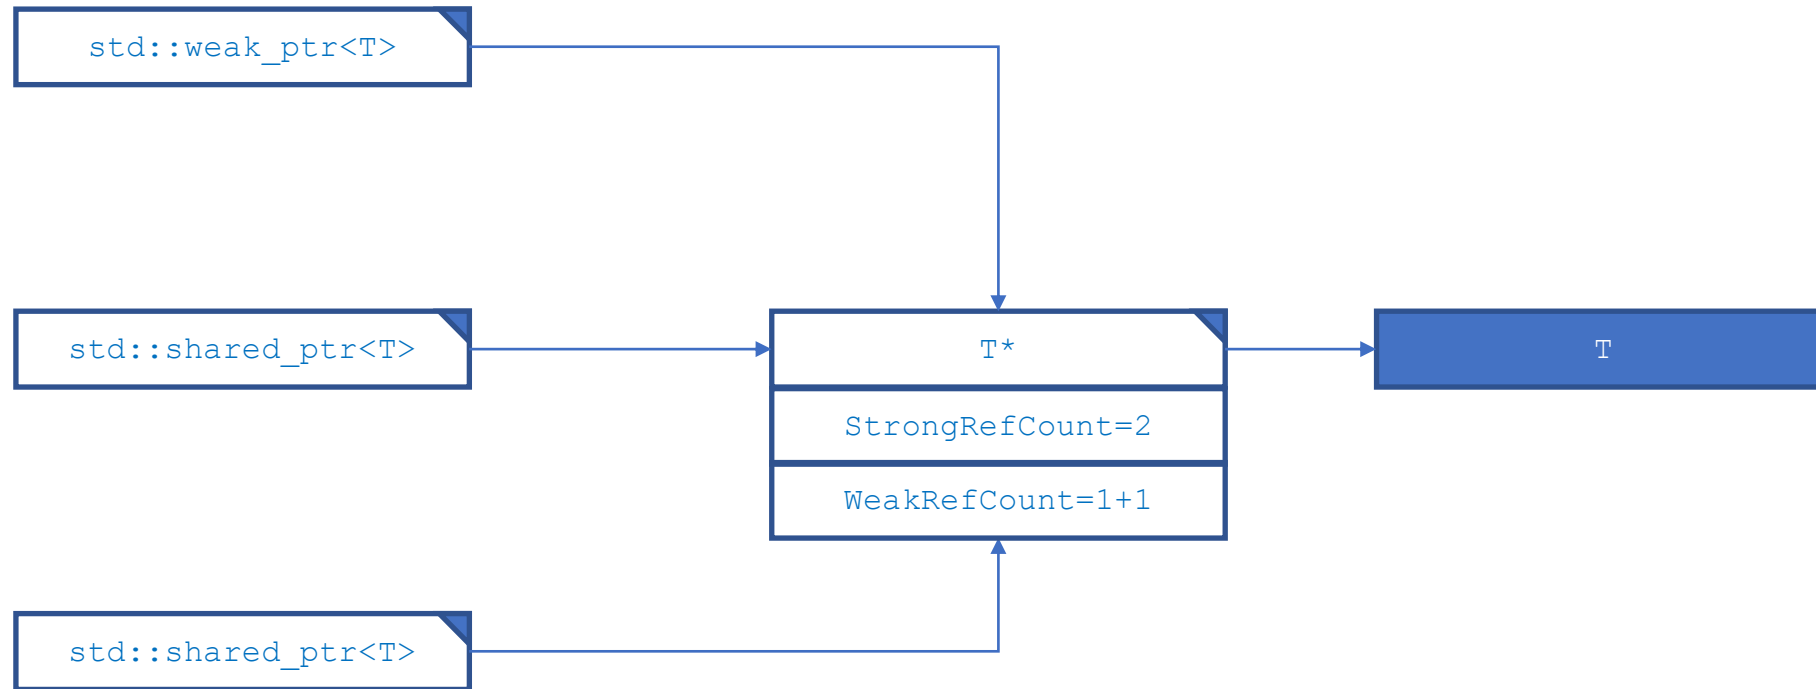 std::weak_ptr<T>
std::shared_ptr<T>
T*
T
StrongRefCount=2
WeakRefCount=1+1
std::shared_ptr<T>